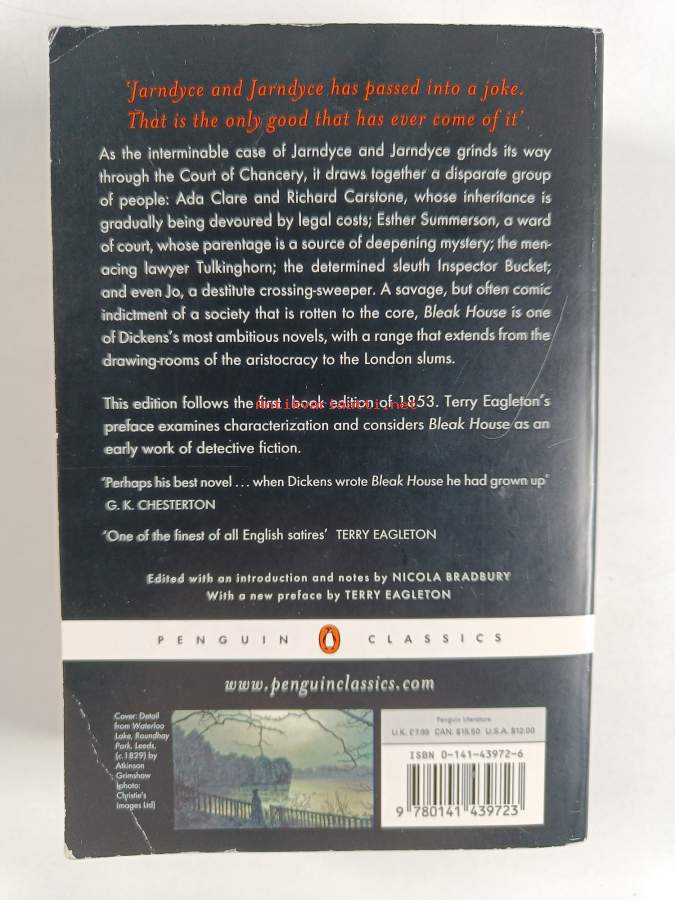 'Jarndyce and Jarndyce has passed into a joke.
That is the only good that has ever come of it'
As the interminable case of Jarndyce and Jarndyce grinds its way
through the Court of Chancery, it draws together a disparate group
of people: Ada Clare and Richard Carstone, whose inheritance is
gradually being devoured by legal costs; Esther Summerson, a ward
of court, whose parentage is a source of deepening mystery; the men-
acing lawyer Tulkinghorn; the determined sleuth Inspector Bucket;
and even Jo, a destitute crossing-sweeper. A savage, but often comic
indictment of a society that is rotten to the core, Bleak House is one
of Dickens's most ambitious novels, with a range that extends from the
drawing-rooms of the aristocracy to the London slums.
This edition follows the first book edition of 1853. Terry Eagleton's
preface examines characterization and considers Bleak House as an
early work of detective fiction.
'Perhaps his best novel ... when Dickens wrote Bleak House he had grown up'
G. K. CHESTERTON
'One of the finest of all English satires' TERRY EAGLETON
Edited with an introduction and notes by NICOLA BRADBURY
With a new preface by TERRY EAGLETON
PENGUIN CLASSICS
www.penguinclassics.com
Cover: Detail
from Waterloo
Lake, Roundhay
Park, Leeds,
(c.1829) by
Atkinson
Grimshaw
(photo:
Christie's
Images Ltd)
Penguin Literature
U.K. £7.99 CAN. $15.50 U.S.A. $12.00
ISBN 0-141-43972-6
9 780141 439723